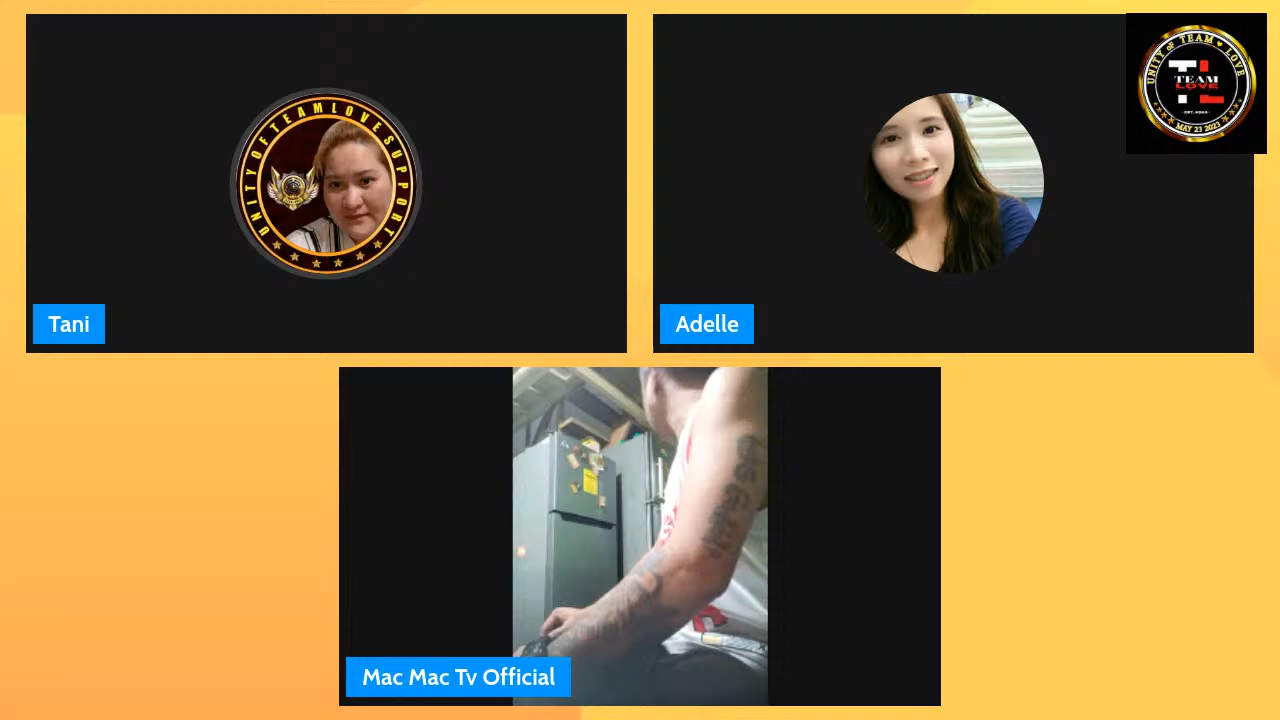 UNITY OF TEAM LOVE SUPPORT
Tani
Adelle
UNITY OF TEAM ♥ LOVE
TL
TEAM
LOVE
MAY 23 2023
Mac Mac Tv Official